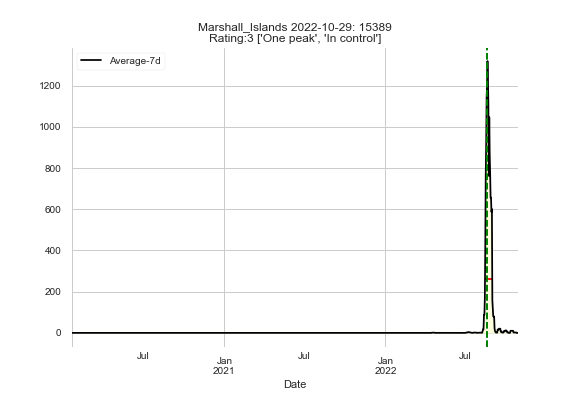 Marshall_Islands 2022-10-29: 15389
Rating:3 ['One peak', 'In control']
Average-7d
1200
1000
800
600
400
200
0
Jul
Jan
2021
Jul
Jan
2022
Jul
Date